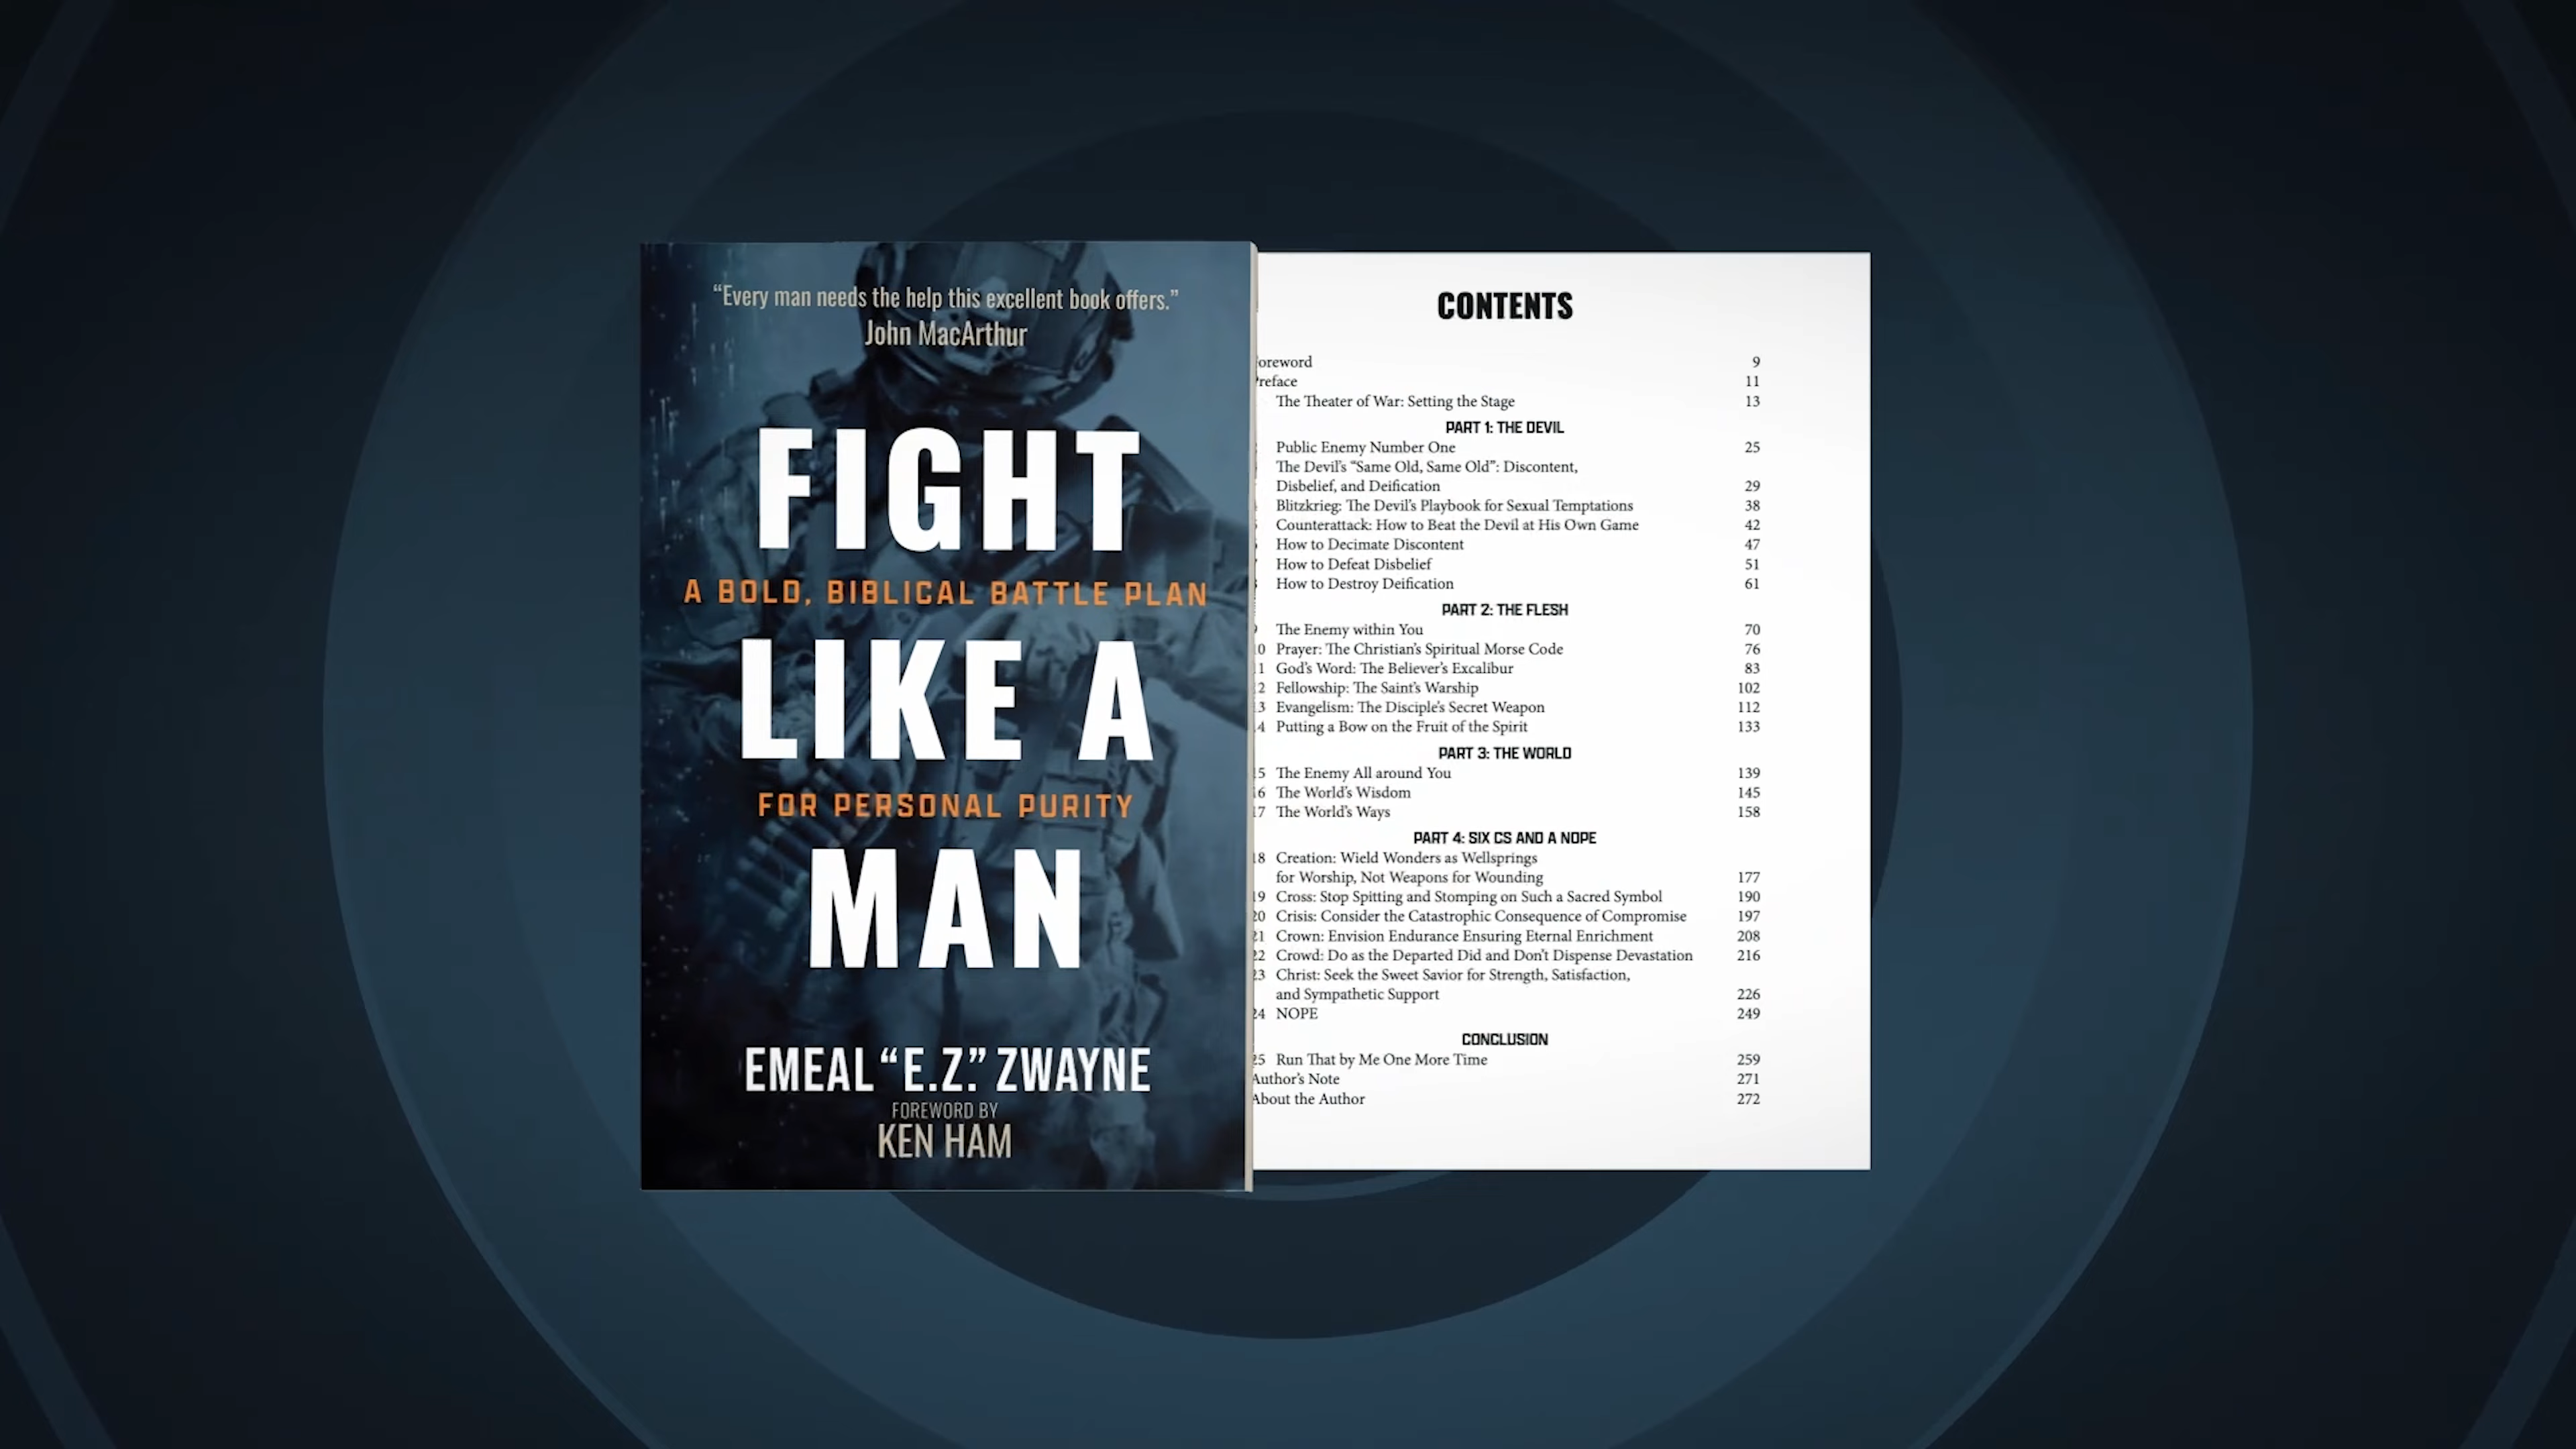 “Every man needs the help this excellent book offers.”
John MacArthur
FIGHT
A BOLD, BIBLICAL BATTLE PLAN
LIKE A
FOR PERSONAL PURITY
MAN
EMEAL “E.Z.” ZWAYNE
FOREWORD BY
KEN HAM
CONTENTS
oreword 9
reface 11
The Theater of War: Setting the Stage 13
PART 1: THE DEVIL
Public Enemy Number One 25
The Devil’s “Same Old, Same Old”: Discontent,
Disbelief, and Deification 29
Blitzkrieg: The Devil’s Playbook for Sexual Temptations 38
Counterattack: How to Beat the Devil at His Own Game 42
How to Decimate Discontent 47
How to Defeat Disbelief 51
How to Destroy Deification 61
PART 2: THE FLESH
The Enemy within You 70
0 Prayer: The Christian’s Spiritual Morse Code 76
1 God’s Word: The Believer’s Excalibur 83
2 Fellowship: The Saint’s Warship 102
3 Evangelism: The Disciple’s Secret Weapon 112
4 Putting a Bow on the Fruit of the Spirit 133
PART 3: THE WORLD
5 The Enemy All around You 139
6 The World’s Wisdom 145
17 The World’s Ways 158
PART 4: SIX CS AND A NOPE
18 Creation: Wield Wonders as Wellsprings
for Worship, Not Weapons for Wounding 177
19 Cross: Stop Spitting and Stomping on Such a Sacred Symbol 190
20 Crisis: Consider the Catastrophic Consequence of Compromise 197
21 Crown: Envision Endurance Ensuring Eternal Enrichment 208
22 Crowd: Do as the Departed Did and Don’t Dispense Devastation 216
23 Christ: Seek the Sweet Savior for Strength, Satisfaction,
and Sympathetic Support 226
24 NOPE 249
CONCLUSION
25 Run That by Me One More Time 259
Author’s Note 271
About the Author 272